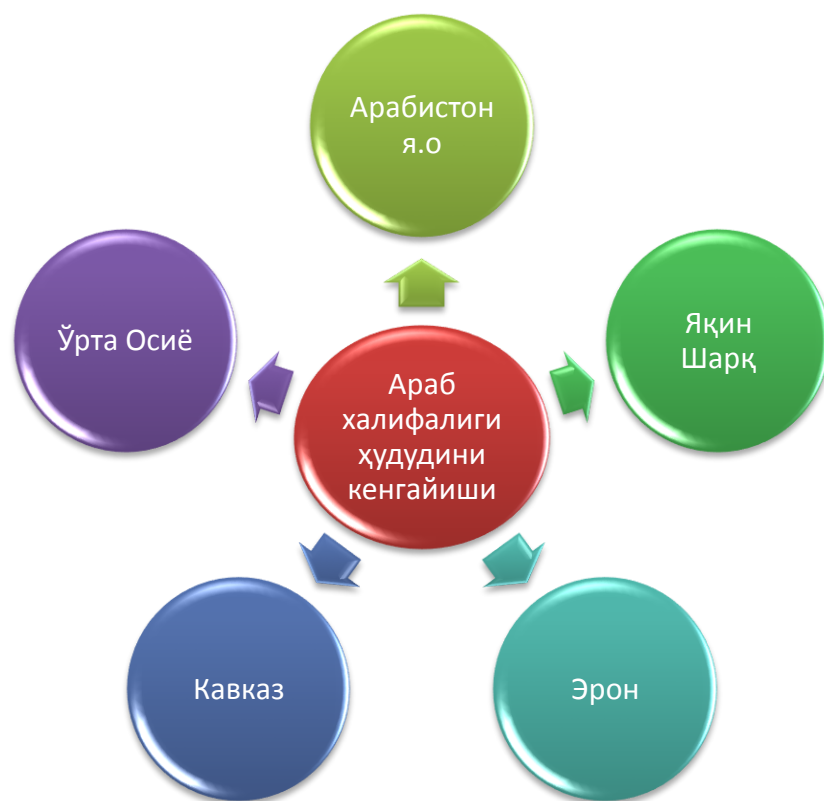 Арабистон
я.о
Ўрта Осиё
Яқин
Шарқ
Араб
халифалиги
ҳудудини
кенгайиши
Кавказ
Эрон